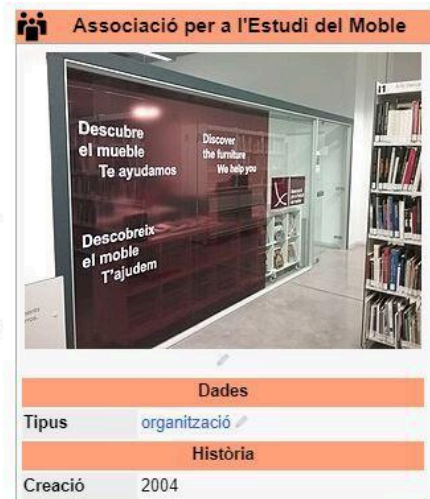 Associació per a l'Estudi del Moble
Descubre
el mueble
Te ayudamos
Discover
the furniture
We help you
Descobreix
el moble
T'ajudem
Dades
Tipus organització
Història
Creació 2004